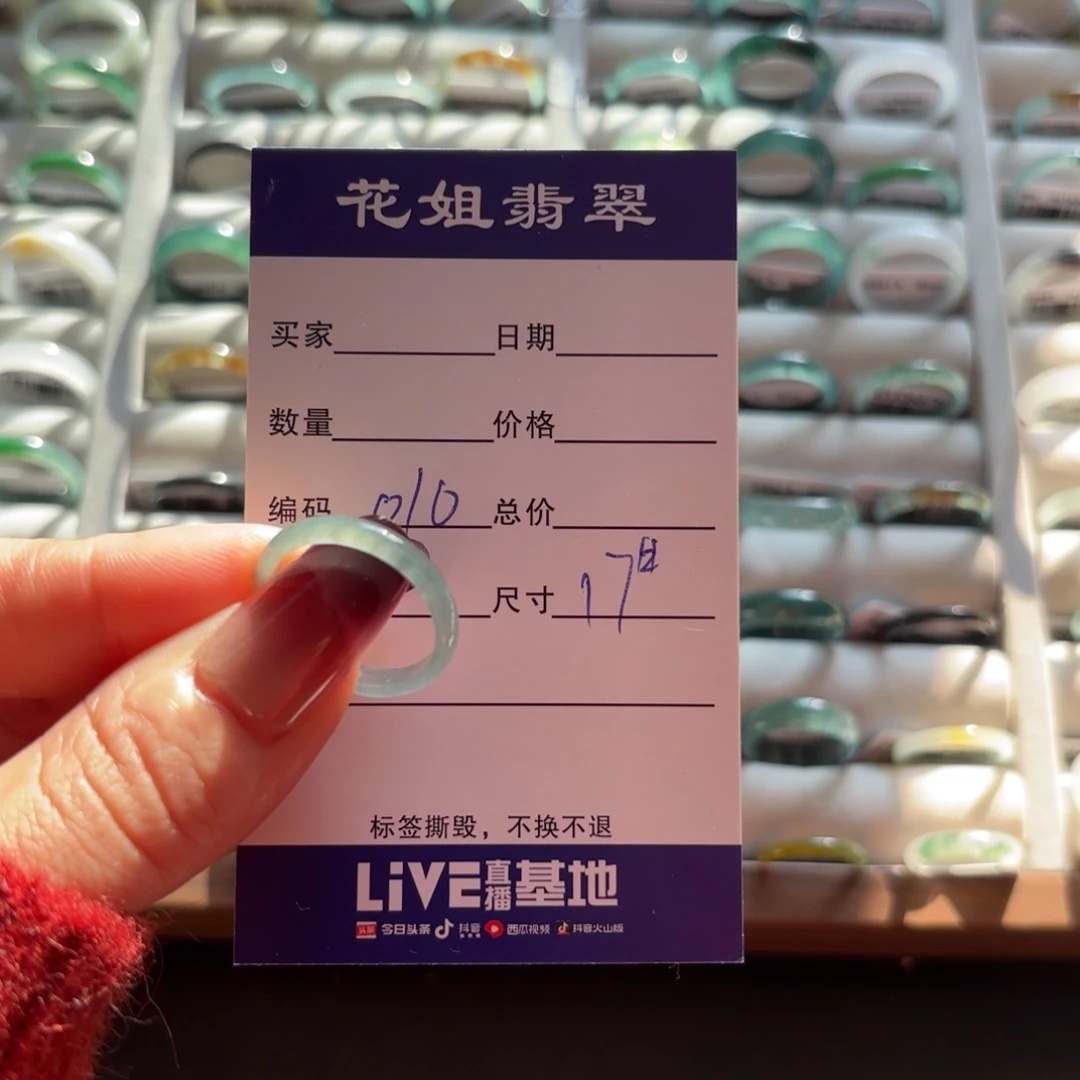 花姐翡翠
买家 日期
数量 价格
编码 010 总价
尺寸 17
标签撕毁，不换不退
LiVE直播基地
头条 今日头条 抖音 西瓜视频 抖音火山版